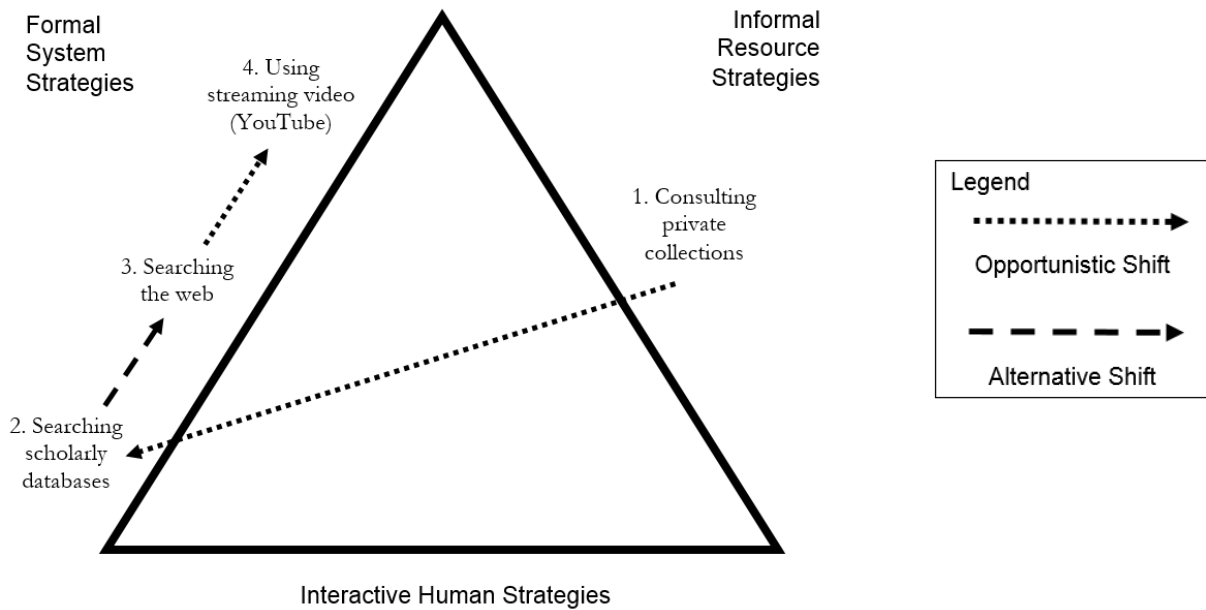 Formal
System
Strategies
Informal
Resource
Strategies
4. Using
streaming video
(YouTube)
1. Consulting
private
collections
3. Searching
the web
2. Searching
scholarly
databases
Interactive Human Strategies
Legend
Opportunistic Shift
Alternative Shift